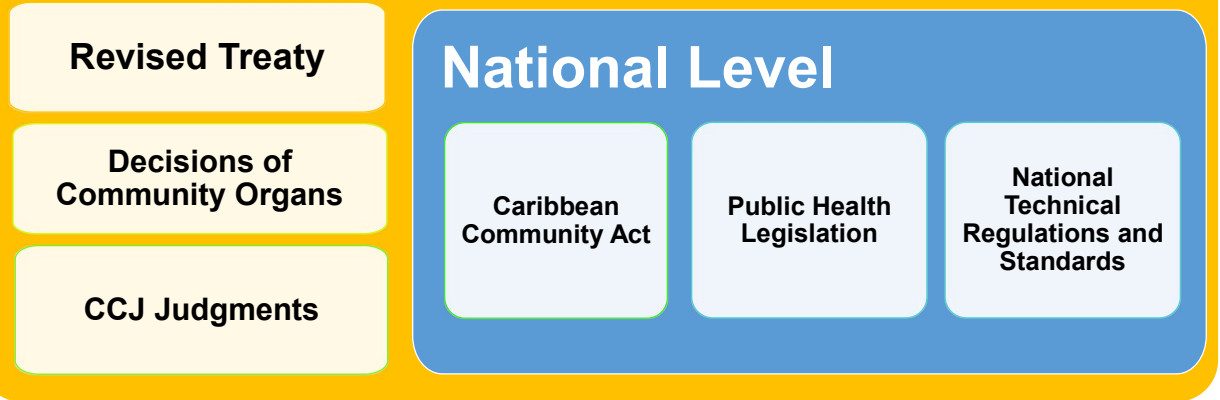 Revised Treaty
Decisions of
Community Organs
CCJ Judgments
National Level
Caribbean
Community Act
Public Health
Legislation
National
Technical
Regulations and
Standards